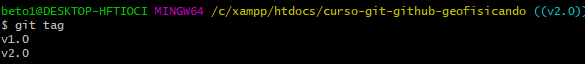 beto1@DESKTOP-HFTIOCI MINGW64 /c/xampp/htdocs/curso-git-github-geofisicando ((v2.0))
$ git tag
v1.0
v2.0